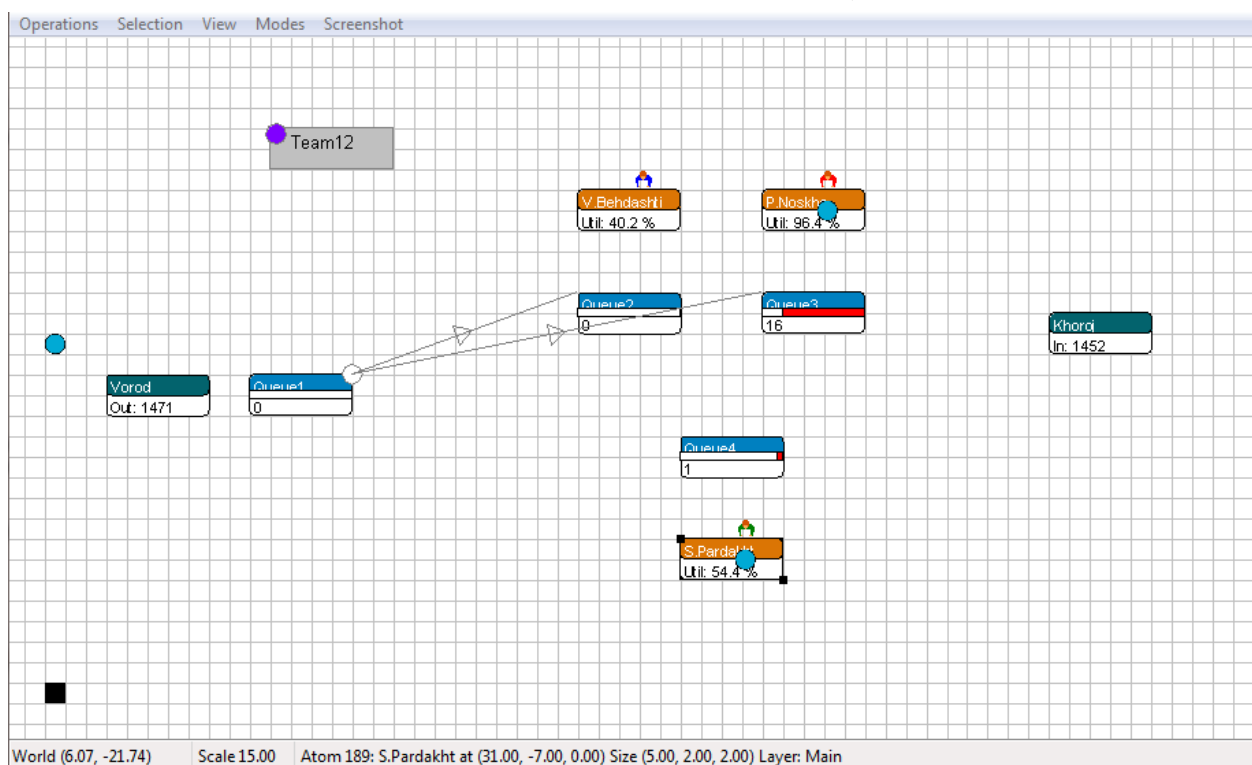 Operations Selection View Modes Screenshot
Team12
V.Behdashti
Util: 40.2 %
Util: 96.4 %
Queue2
0
Queue3
16
Khoroj
In: 1452
Vorod
Out: 1471
Queue1
0
Queue4
1
S.Pardakht
Util: 54.4 %
World (6.07, -21.74) Scale 15.00 Atom 189: S.Pardakht at (31.00, -7.00, 0.00) Size (5.00, 2.00, 2.00) Layer: Main